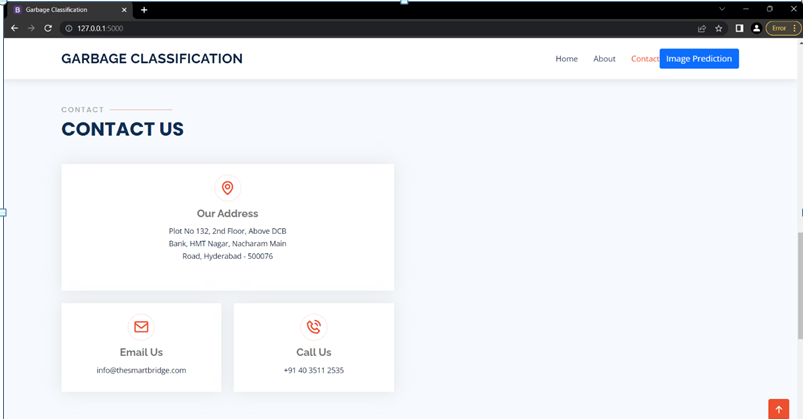 B Garbage Classification
127.0.0.1:5000
Error
GARBAGE CLASSIFICATION
Home About Contact Image Prediction
CONTACT
CONTACT US
Our Address
Plot No 132, 2nd Floor, Above DCB
Bank, HMT Nagar, Nacharam Main
Road, Hyderabad - 500076
Email Us
info@thesmartbridge.com
Call Us
+91 40 3511 2535